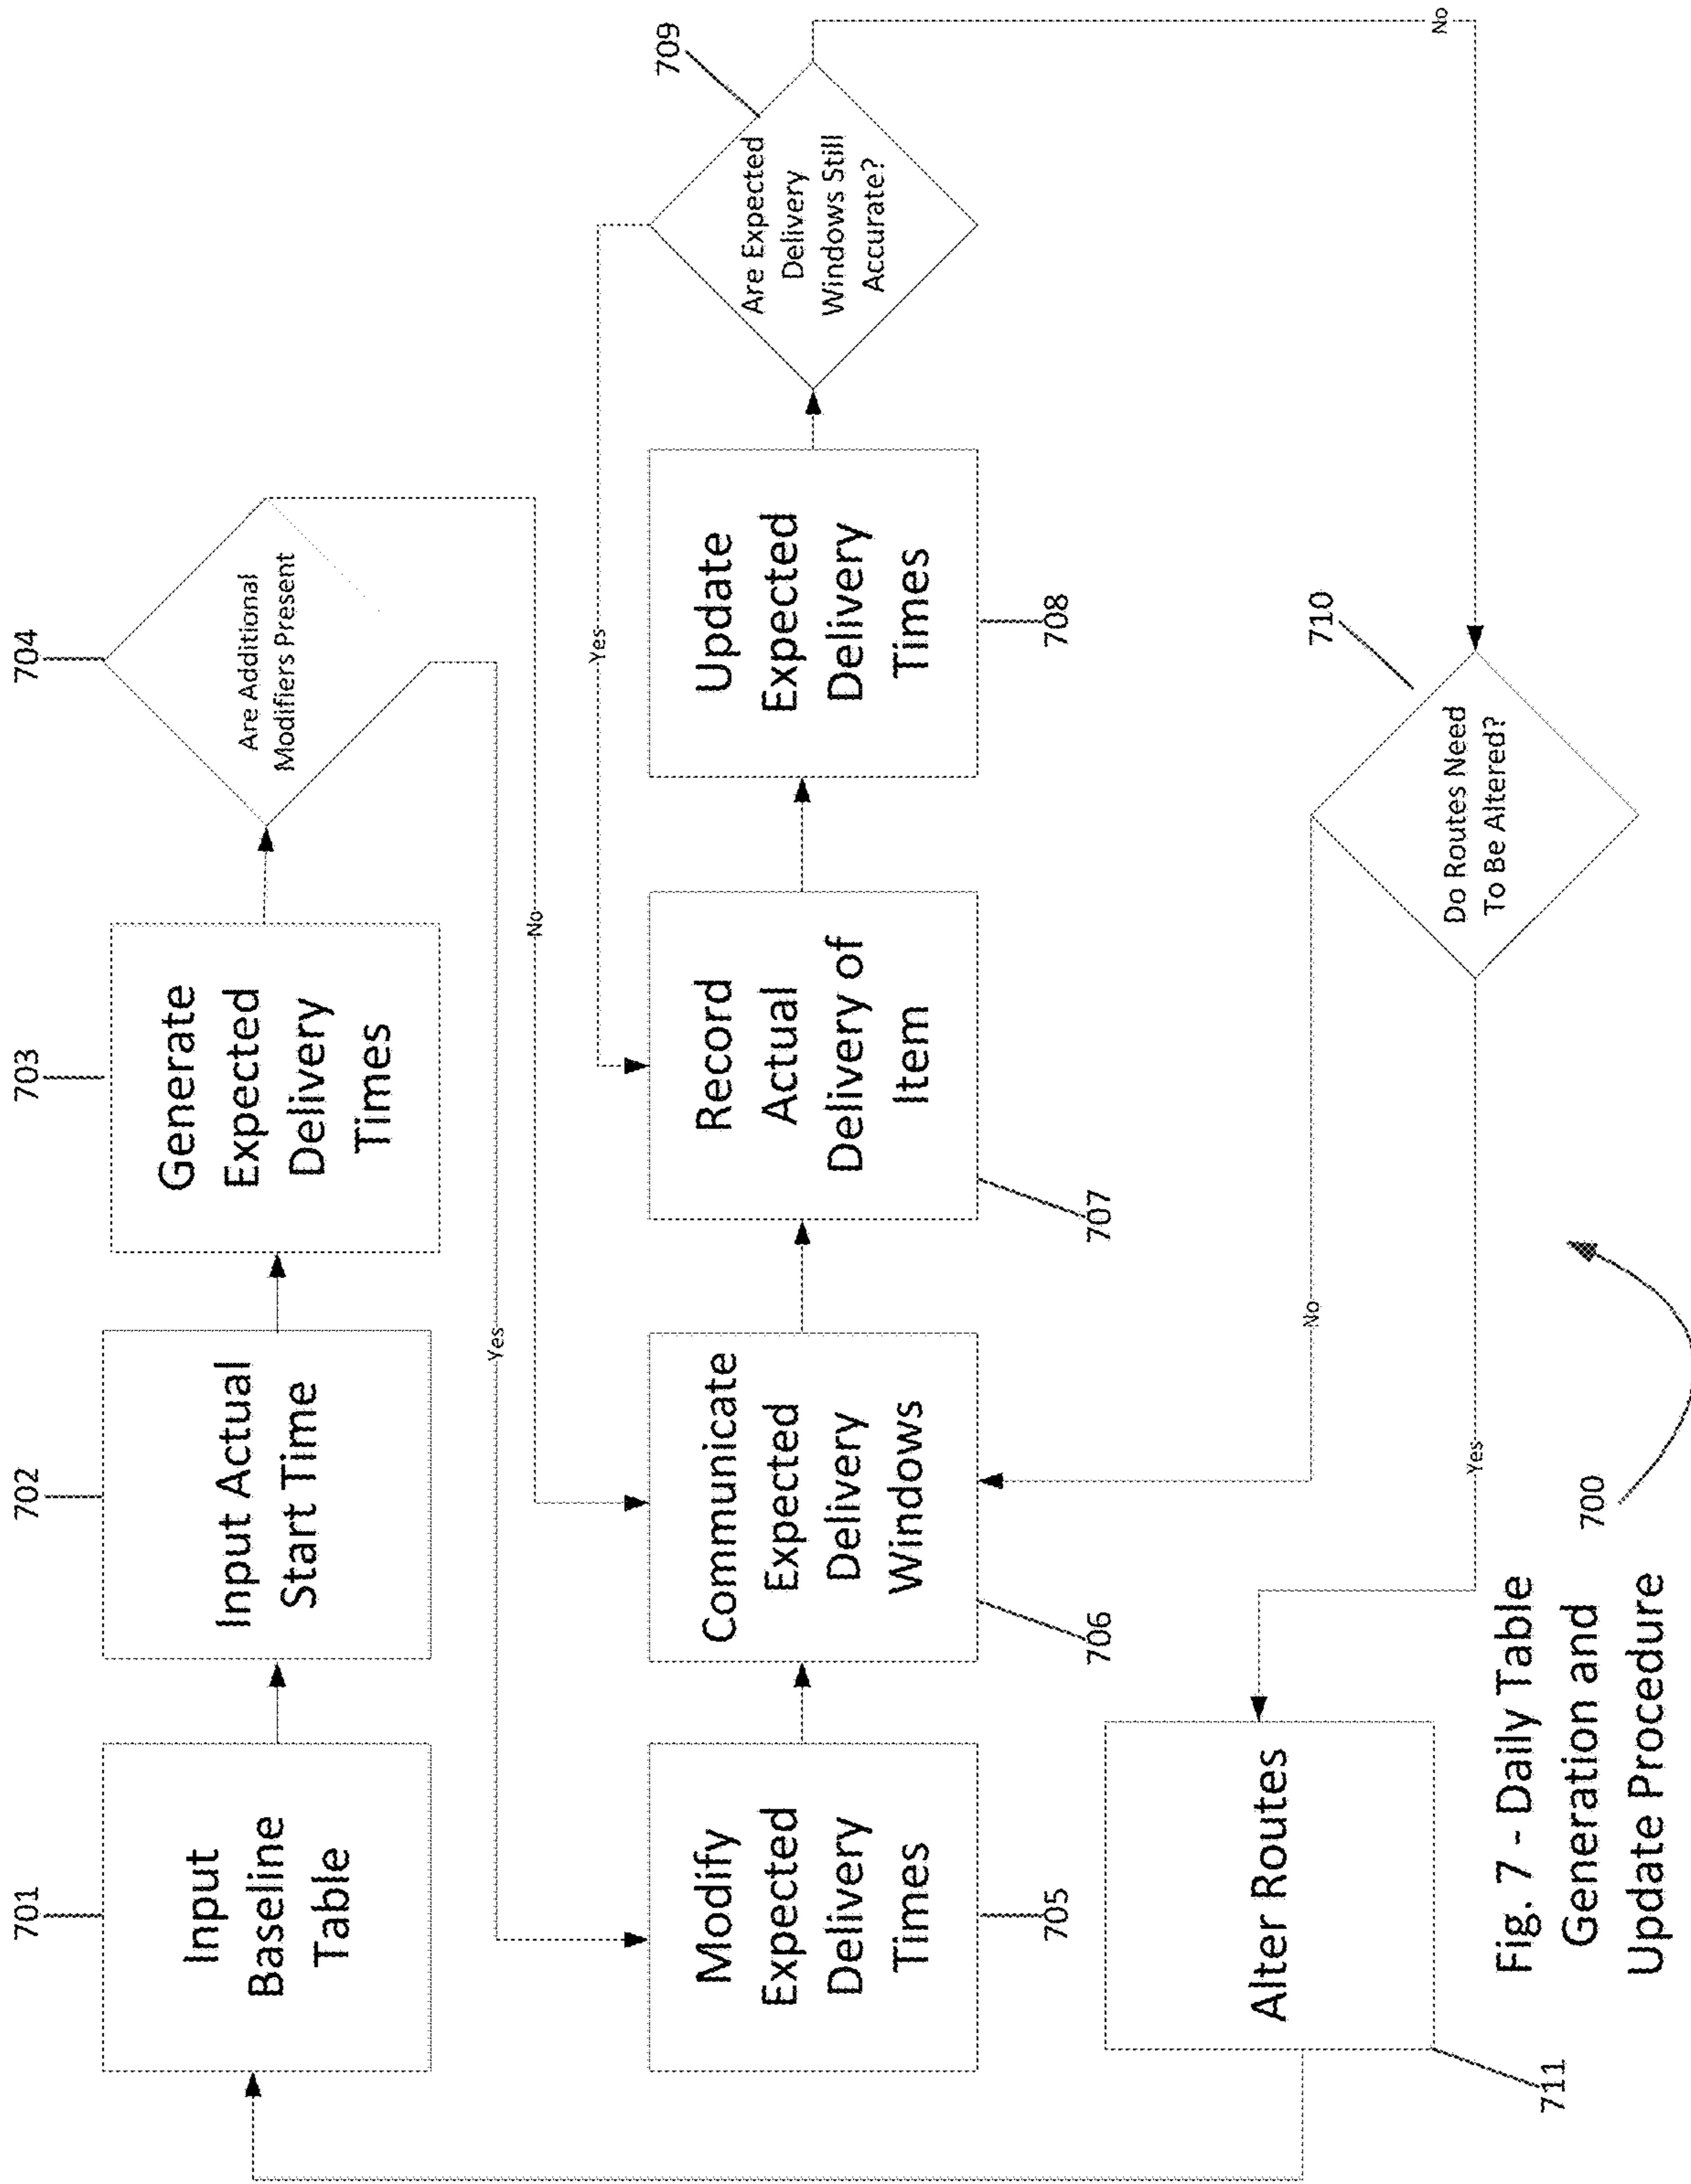 701
Input
Baseline
Table
702
Input Actual
Start Time
703
Generate
Expected
Delivery
Times
704
Are Additional
Modifiers Present
Yes
No
705
Modify
Expected
Delivery
Times
706
Communicate
Expected
Delivery
Windows
707
Record
Actual
Delivery of
Item
708
Update
Expected
Delivery
Times
709
Are Expected
Delivery
Windows Still
Accurate?
Yes
No
710
Do Routes Need
To Be Altered?
No
Yes
711
Alter Routes
700
Fig. 7 - Daily Table
Generation and
Update Procedure